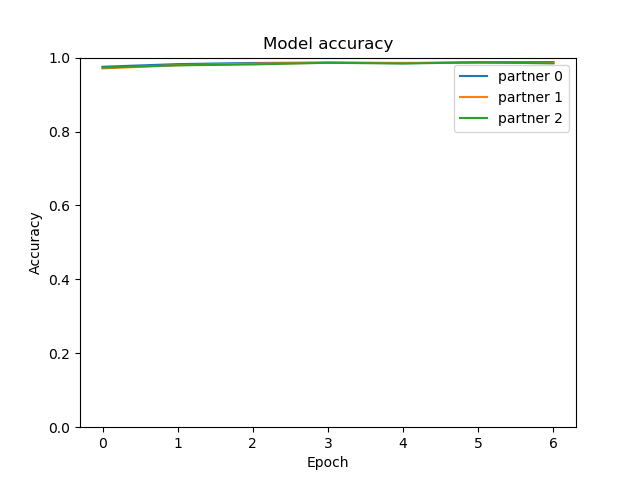 Model accuracy
1.0
0.8
0.6
0.4
0.2
0.0
Accuracy
partner 0
partner 1
partner 2
0 1 2 3 4 5 6
Epoch